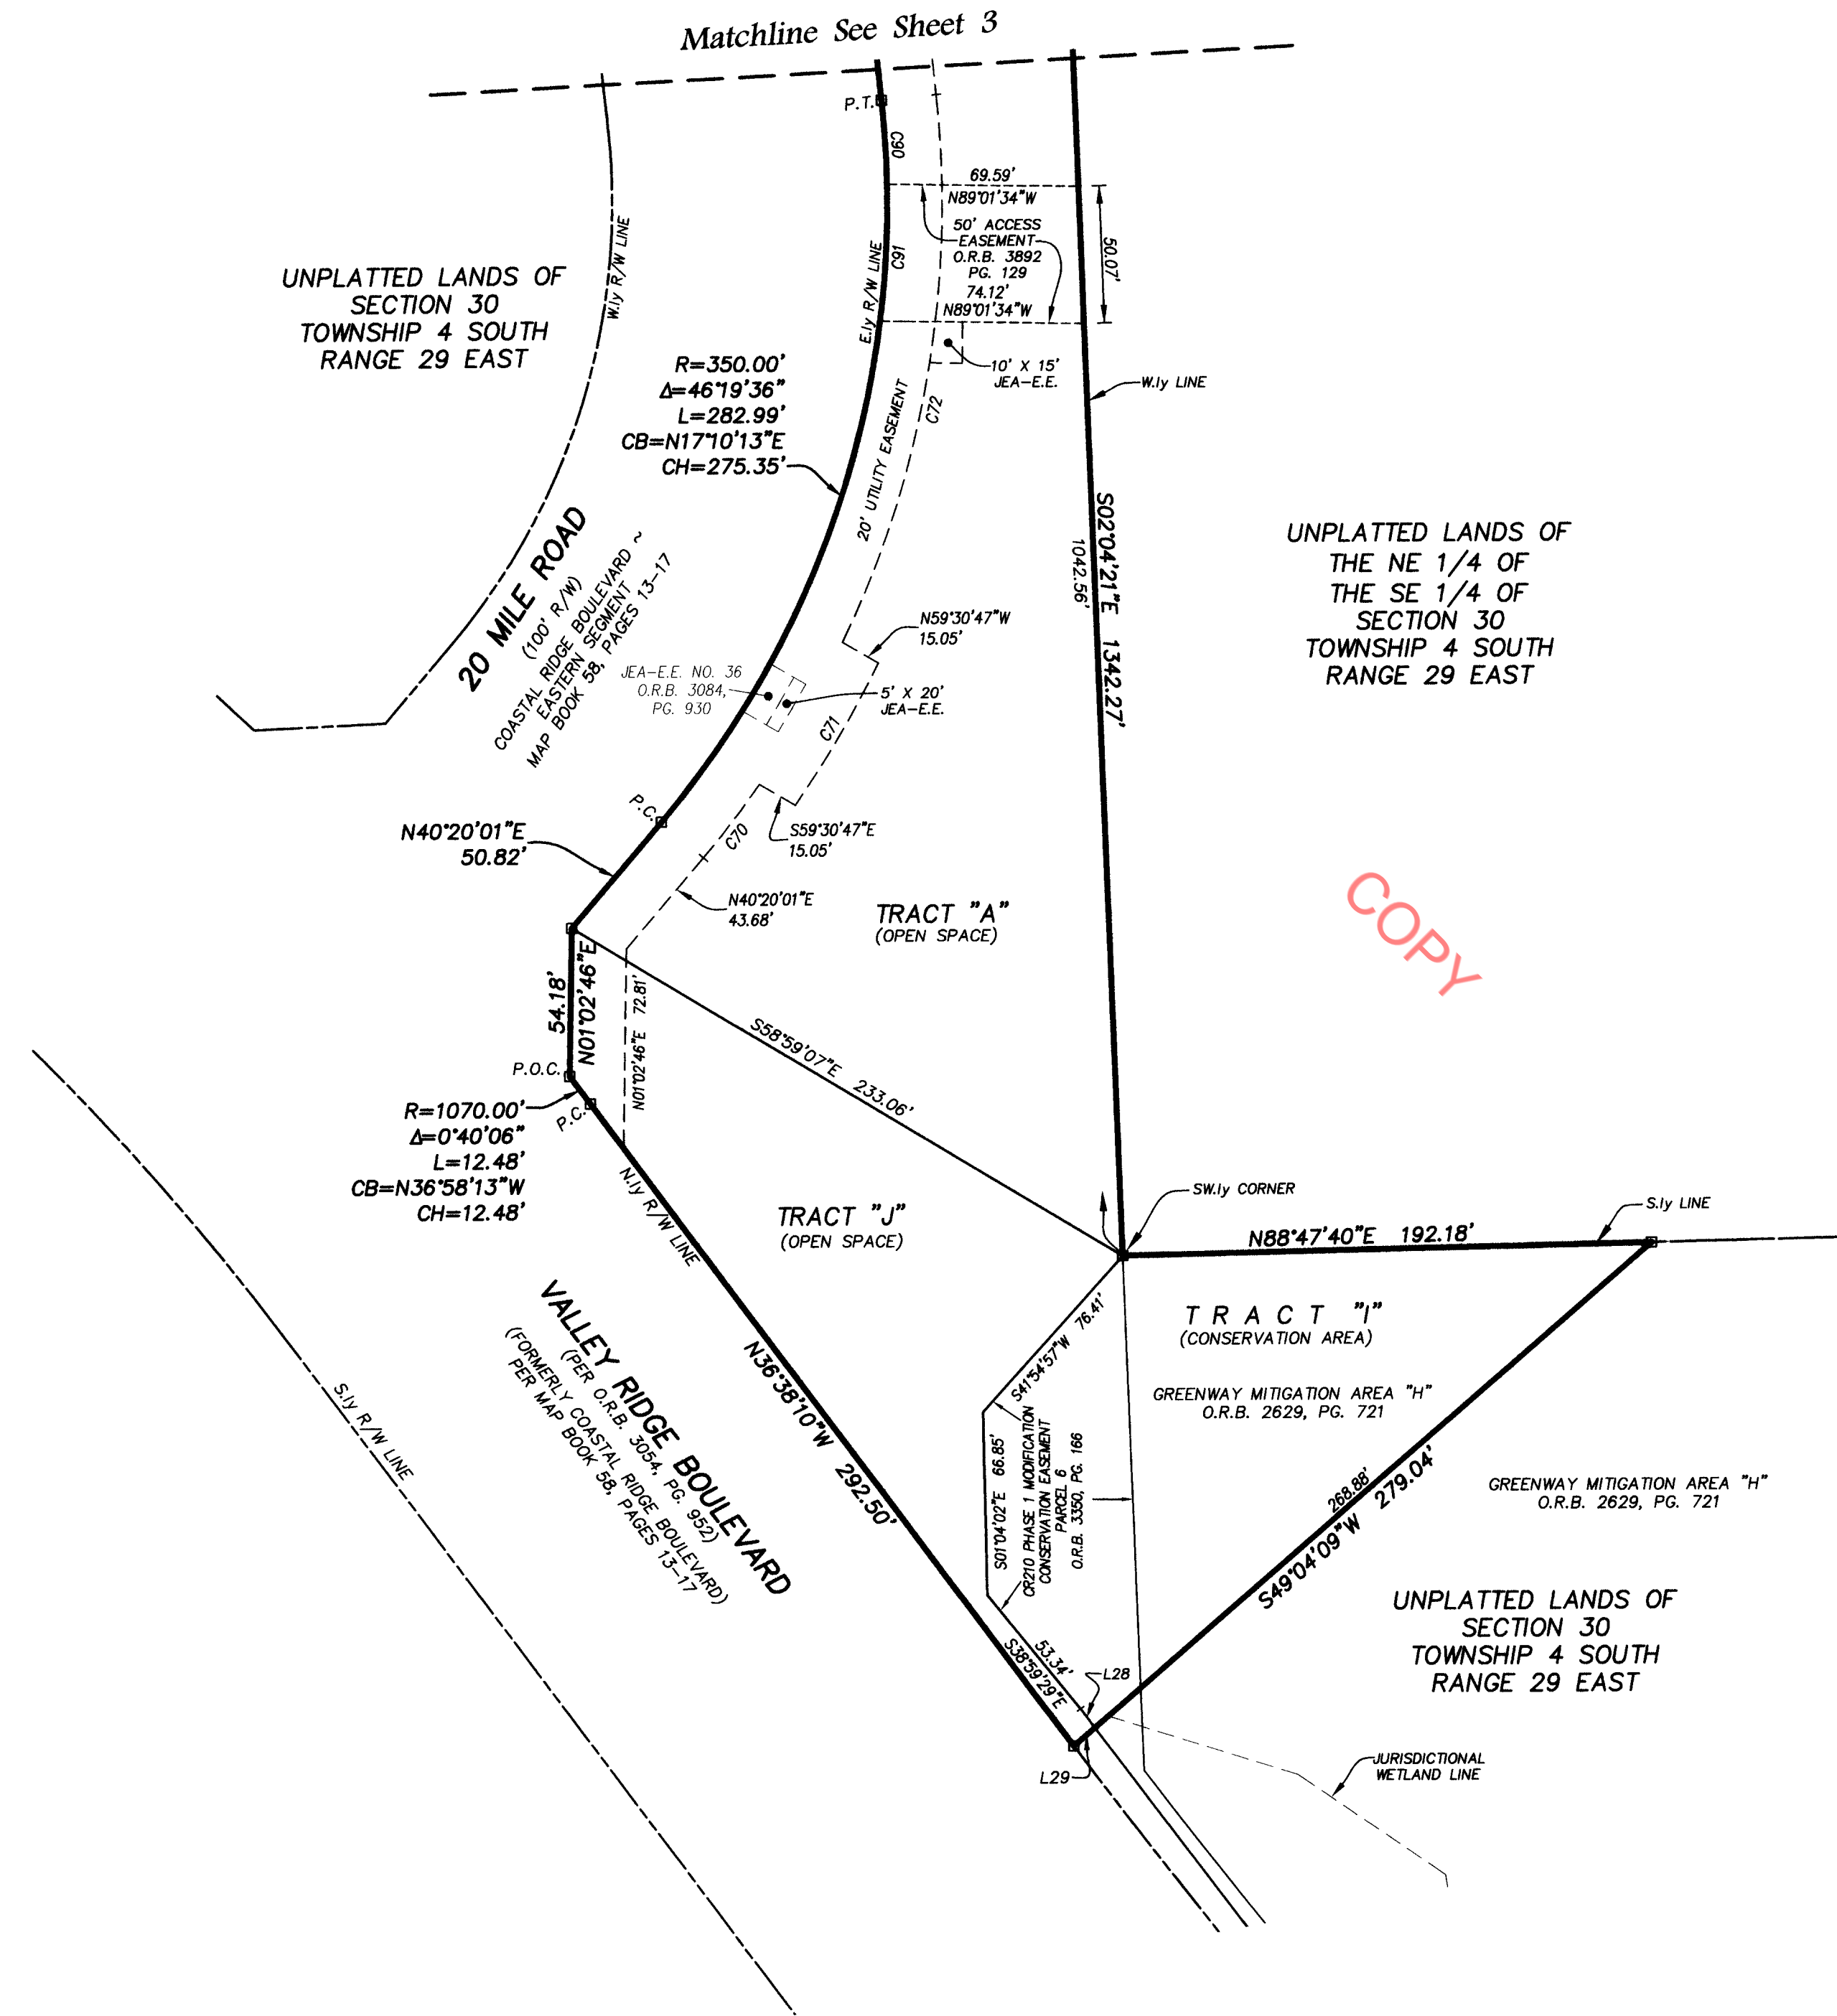 Matchline See Sheet 3
P.T.
C90
69.59'
N89°01'34"W
50' ACCESS
EASEMENT
O.R.B. 3892
PG. 129
74.12'
N89°01'34"W
50.07'
C91
E.ly R/W LINE
W.ly R/W LINE
UNPLATTED LANDS OF
SECTION 30
TOWNSHIP 4 SOUTH
RANGE 29 EAST
R=350.00'
Δ=46°19'36"
L=282.99'
CB=N17°10'13"E
CH=275.35'
10' X 15'
JEA-E.E.
W.ly LINE
C72
20' UTILITY EASEMENT
S02°04'21"E 1342.27'
1042.56'
UNPLATTED LANDS OF
THE NE 1/4 OF
THE SE 1/4 OF
SECTION 30
TOWNSHIP 4 SOUTH
RANGE 29 EAST
20 MILE ROAD
(100' R/W)
COASTAL RIDGE BOULEVARD ~
EASTERN SEGMENT
MAP BOOK 58, PAGES 13-17
N59°30'47"W
15.05'
JEA-E.E. NO. 36
O.R.B. 3084,
PG. 930
5' X 20'
JEA-E.E.
C71
P.C.
C70
S59°30'47"E
15.05'
N40°20'01"E
50.82'
N40°20'01"E
43.68'
TRACT "A"
(OPEN SPACE)
COPY
54.18'
N01°02'46"E
N01°02'46"E 72.81'
S58°59'07"E 233.06'
P.O.C.
P.C.
R=1070.00'
Δ=0°40'06"
L=12.48'
CB=N36°58'13"W
CH=12.48'
N.ly R/W LINE
TRACT "J"
(OPEN SPACE)
SW.ly CORNER
S.ly LINE
N88°47'40"E 192.18'
TRACT "I"
(CONSERVATION AREA)
GREENWAY MITIGATION AREA "H"
O.R.B. 2629, PG. 721
S41°54'57"W 76.41'
N36°38'10"W 292.50'
VALLEY RIDGE BOULEVARD
(PER O.R.B. 3054, PG. 952)
(FORMERLY COASTAL RIDGE BOULEVARD)
PER MAP BOOK 58, PAGES 13-17
S.ly R/W LINE
S01°04'02"E 66.85'
CR210 PHASE 1 MODIFICATION
CONSERVATION EASEMENT
PARCEL 6
O.R.B. 3350, PG. 166
268.88'
S49°04'09"W 279.04'
GREENWAY MITIGATION AREA "H"
O.R.B. 2629, PG. 721
UNPLATTED LANDS OF
SECTION 30
TOWNSHIP 4 SOUTH
RANGE 29 EAST
53.34'
S38°59'29"E
L28
L29
JURISDICTIONAL
WETLAND LINE